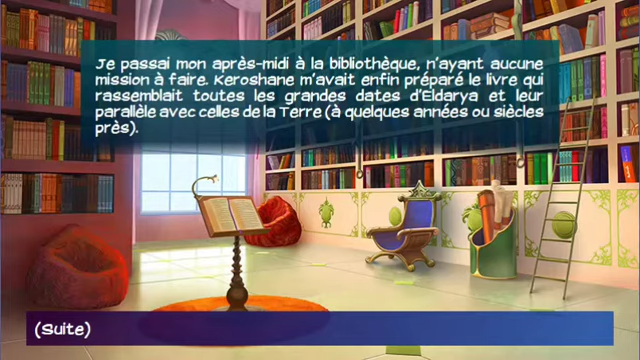 Je passai mon après-midi à la bibliothèque, n'ayant aucune
mission à faire. Keroshane m'avait enfin préparé le livre qui
rassemblait toutes les grandes dates d'Eldarya et leur
parallèle avec celles de la Terre (à quelques années ou siècles
près).
(Suite)